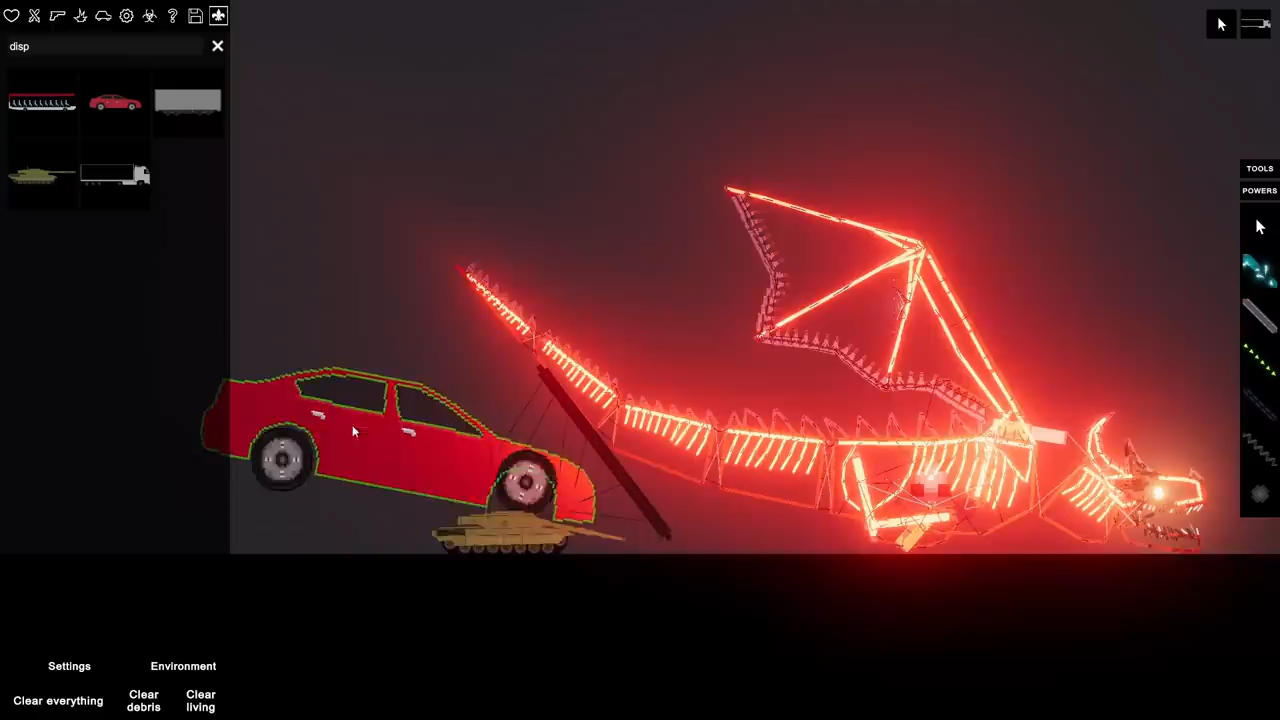 disp
TOOLS
POWERS
Settings
Environment
Clear everything
Clear
debris
Clear
living